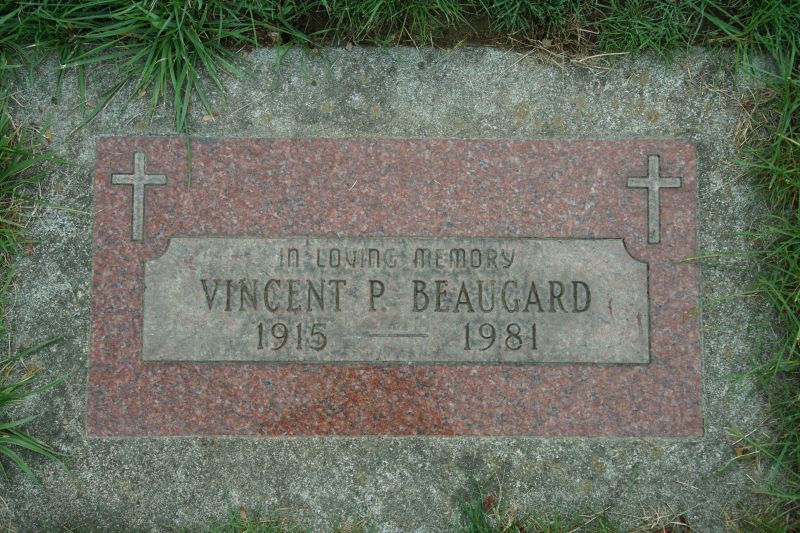 IN LOVING MEMORY
VINCENT P. BEAUGARD
1915 — 1981